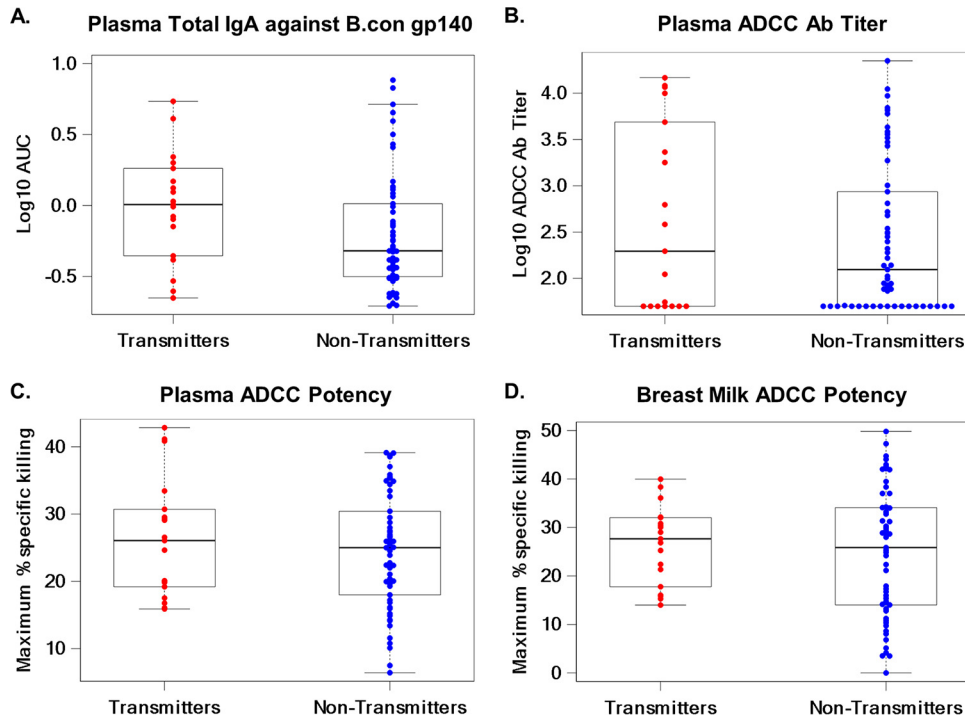 A.
Plasma Total IgA against B.con gp140
Log10 AUC
1.0
0.5
0.0
-0.5
Transmitters
Non-Transmitters
B.
Plasma ADCC Ab Titer
Log10 ADCC Ab Titer
4.0
3.0
2.5
2.0
Transmitters
Non-Transmitters
C.
Plasma ADCC Potency
Maximum % specific killing
40
30
20
10
Transmitters
Non-Transmitters
D.
Breast Milk ADCC Potency
Maximum % specific killing
50
40
30
20
10
0
Transmitters
Non-Transmitters